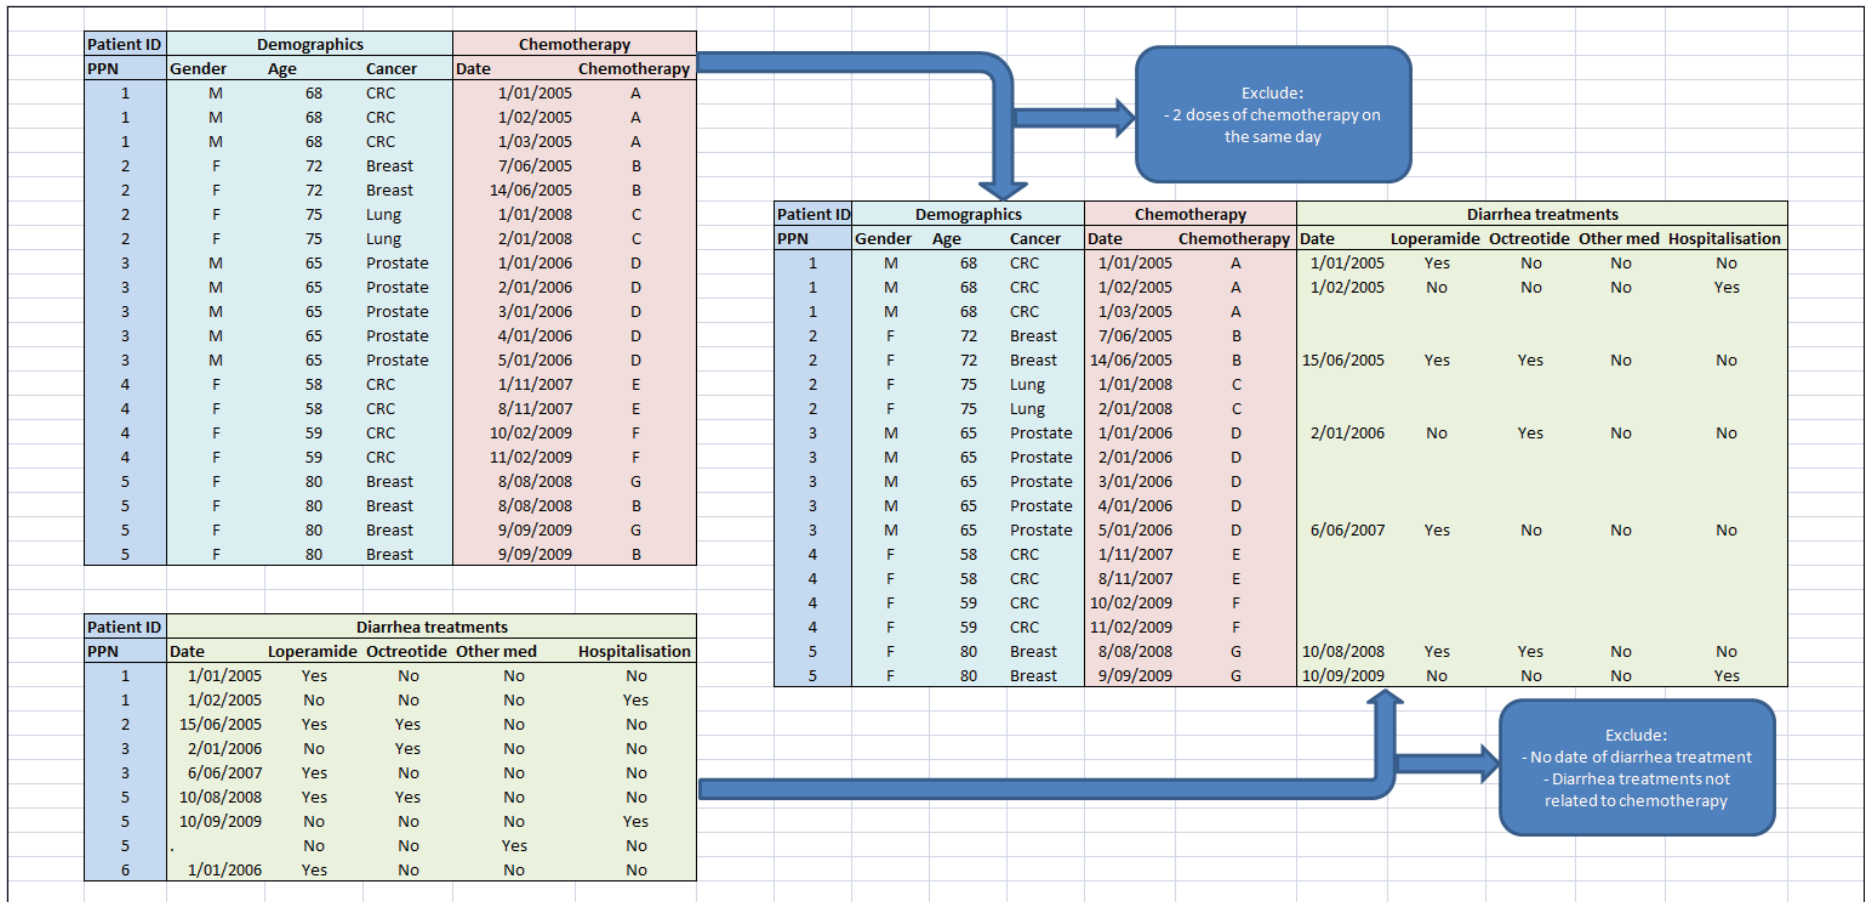 Patient ID Demographics Chemotherapy
PPN Gender Age Cancer Date Chemotherapy
1 M 68 CRC 1/01/2005 A
1 M 68 CRC 1/02/2005 A
1 M 68 CRC 1/03/2005 A
2 F 72 Breast 7/06/2005 B
2 F 72 Breast 14/06/2005 B
2 F 75 Lung 1/01/2008 C
2 F 75 Lung 2/01/2008 C
3 M 65 Prostate 1/01/2006 D
3 M 65 Prostate 2/01/2006 D
3 M 65 Prostate 3/01/2006 D
3 M 65 Prostate 4/01/2006 D
3 M 65 Prostate 5/01/2006 D
4 F 58 CRC 1/11/2007 E
4 F 58 CRC 8/11/2007 E
4 F 59 CRC 10/02/2009 F
4 F 59 CRC 11/02/2009 F
5 F 80 Breast 8/08/2008 G
5 F 80 Breast 8/08/2008 B
5 F 80 Breast 9/09/2009 G
5 F 80 Breast 9/09/2009 B
Exclude:
- 2 doses of chemotherapy on
the same day
Patient ID Diarrhea treatments
PPN Date Loperamide Octreotide Other med Hospitalisation
1 1/01/2005 Yes No No No
1 1/02/2005 No No No Yes
2 15/06/2005 Yes Yes No No
3 2/01/2006 No Yes No No
3 6/06/2007 Yes No No No
5 10/08/2008 Yes Yes No No
5 10/09/2009 No No No Yes
5 . No No Yes No
6 1/01/2006 Yes No No No
Patient ID Demographics Chemotherapy Diarrhea treatments
PPN Gender Age Cancer Date Chemotherapy Date Loperamide Octreotide Other med Hospitalisation
1 M 68 CRC 1/01/2005 A 1/01/2005 Yes No No No
1 M 68 CRC 1/02/2005 A 1/02/2005 No No No Yes
1 M 68 CRC 1/03/2005 A
2 F 72 Breast 7/06/2005 B
2 F 72 Breast 14/06/2005 B 15/06/2005 Yes Yes No No
2 F 75 Lung 1/01/2008 C
2 F 75 Lung 2/01/2008 C
3 M 65 Prostate 1/01/2006 D 2/01/2006 No Yes No No
3 M 65 Prostate 2/01/2006 D
3 M 65 Prostate 3/01/2006 D
3 M 65 Prostate 4/01/2006 D
3 M 65 Prostate 5/01/2006 D 6/06/2007 Yes No No No
4 F 58 CRC 1/11/2007 E
4 F 58 CRC 8/11/2007 E
4 F 59 CRC 10/02/2009 F
4 F 59 CRC 11/02/2009 F
5 F 80 Breast 8/08/2008 G 10/08/2008 Yes Yes No No
5 F 80 Breast 9/09/2009 G 10/09/2009 No No No Yes
Exclude:
- No date of diarrhea treatment
- Diarrhea treatments not
related to chemotherapy